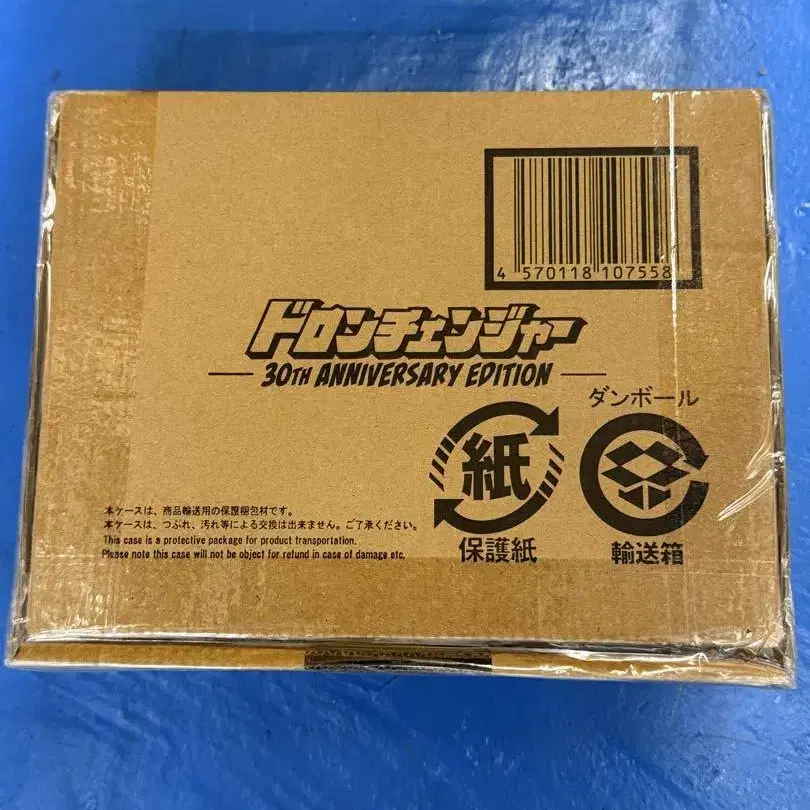 4 570118 107558
ドロンチェンジャー
30TH ANNIVERSARY EDITION
ダンボール
紙
保護紙
輸送箱
本ケースは、商品輸送用の保護梱包材です。
本ケースは、つぶれ、汚れ等による交換は出来ません。ご了承ください。
This case is a protective package for product transportation.
Please note this case will not be object for refund in case of damage etc.